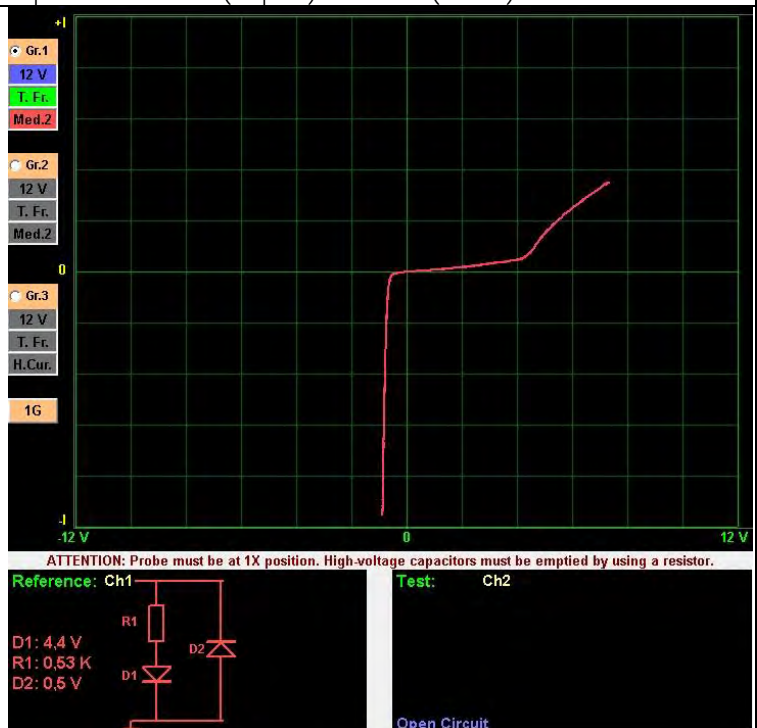 +I
Gr.1
12 V
T. Fr.
Med.2
Gr.2
12 V
T. Fr.
Med.2
0
Gr.3
12 V
T. Fr.
H.Cur.
1G
-I
-12 V 0 12 V
ATTENTION: Probe must be at 1X position. High-voltage capacitors must be emptied by using a resistor.
Reference: Ch1
R1
D1: 4,4 V
R1: 0,53 K
D2: 0,5 V
D2
D1
Test: Ch2
Open Circuit